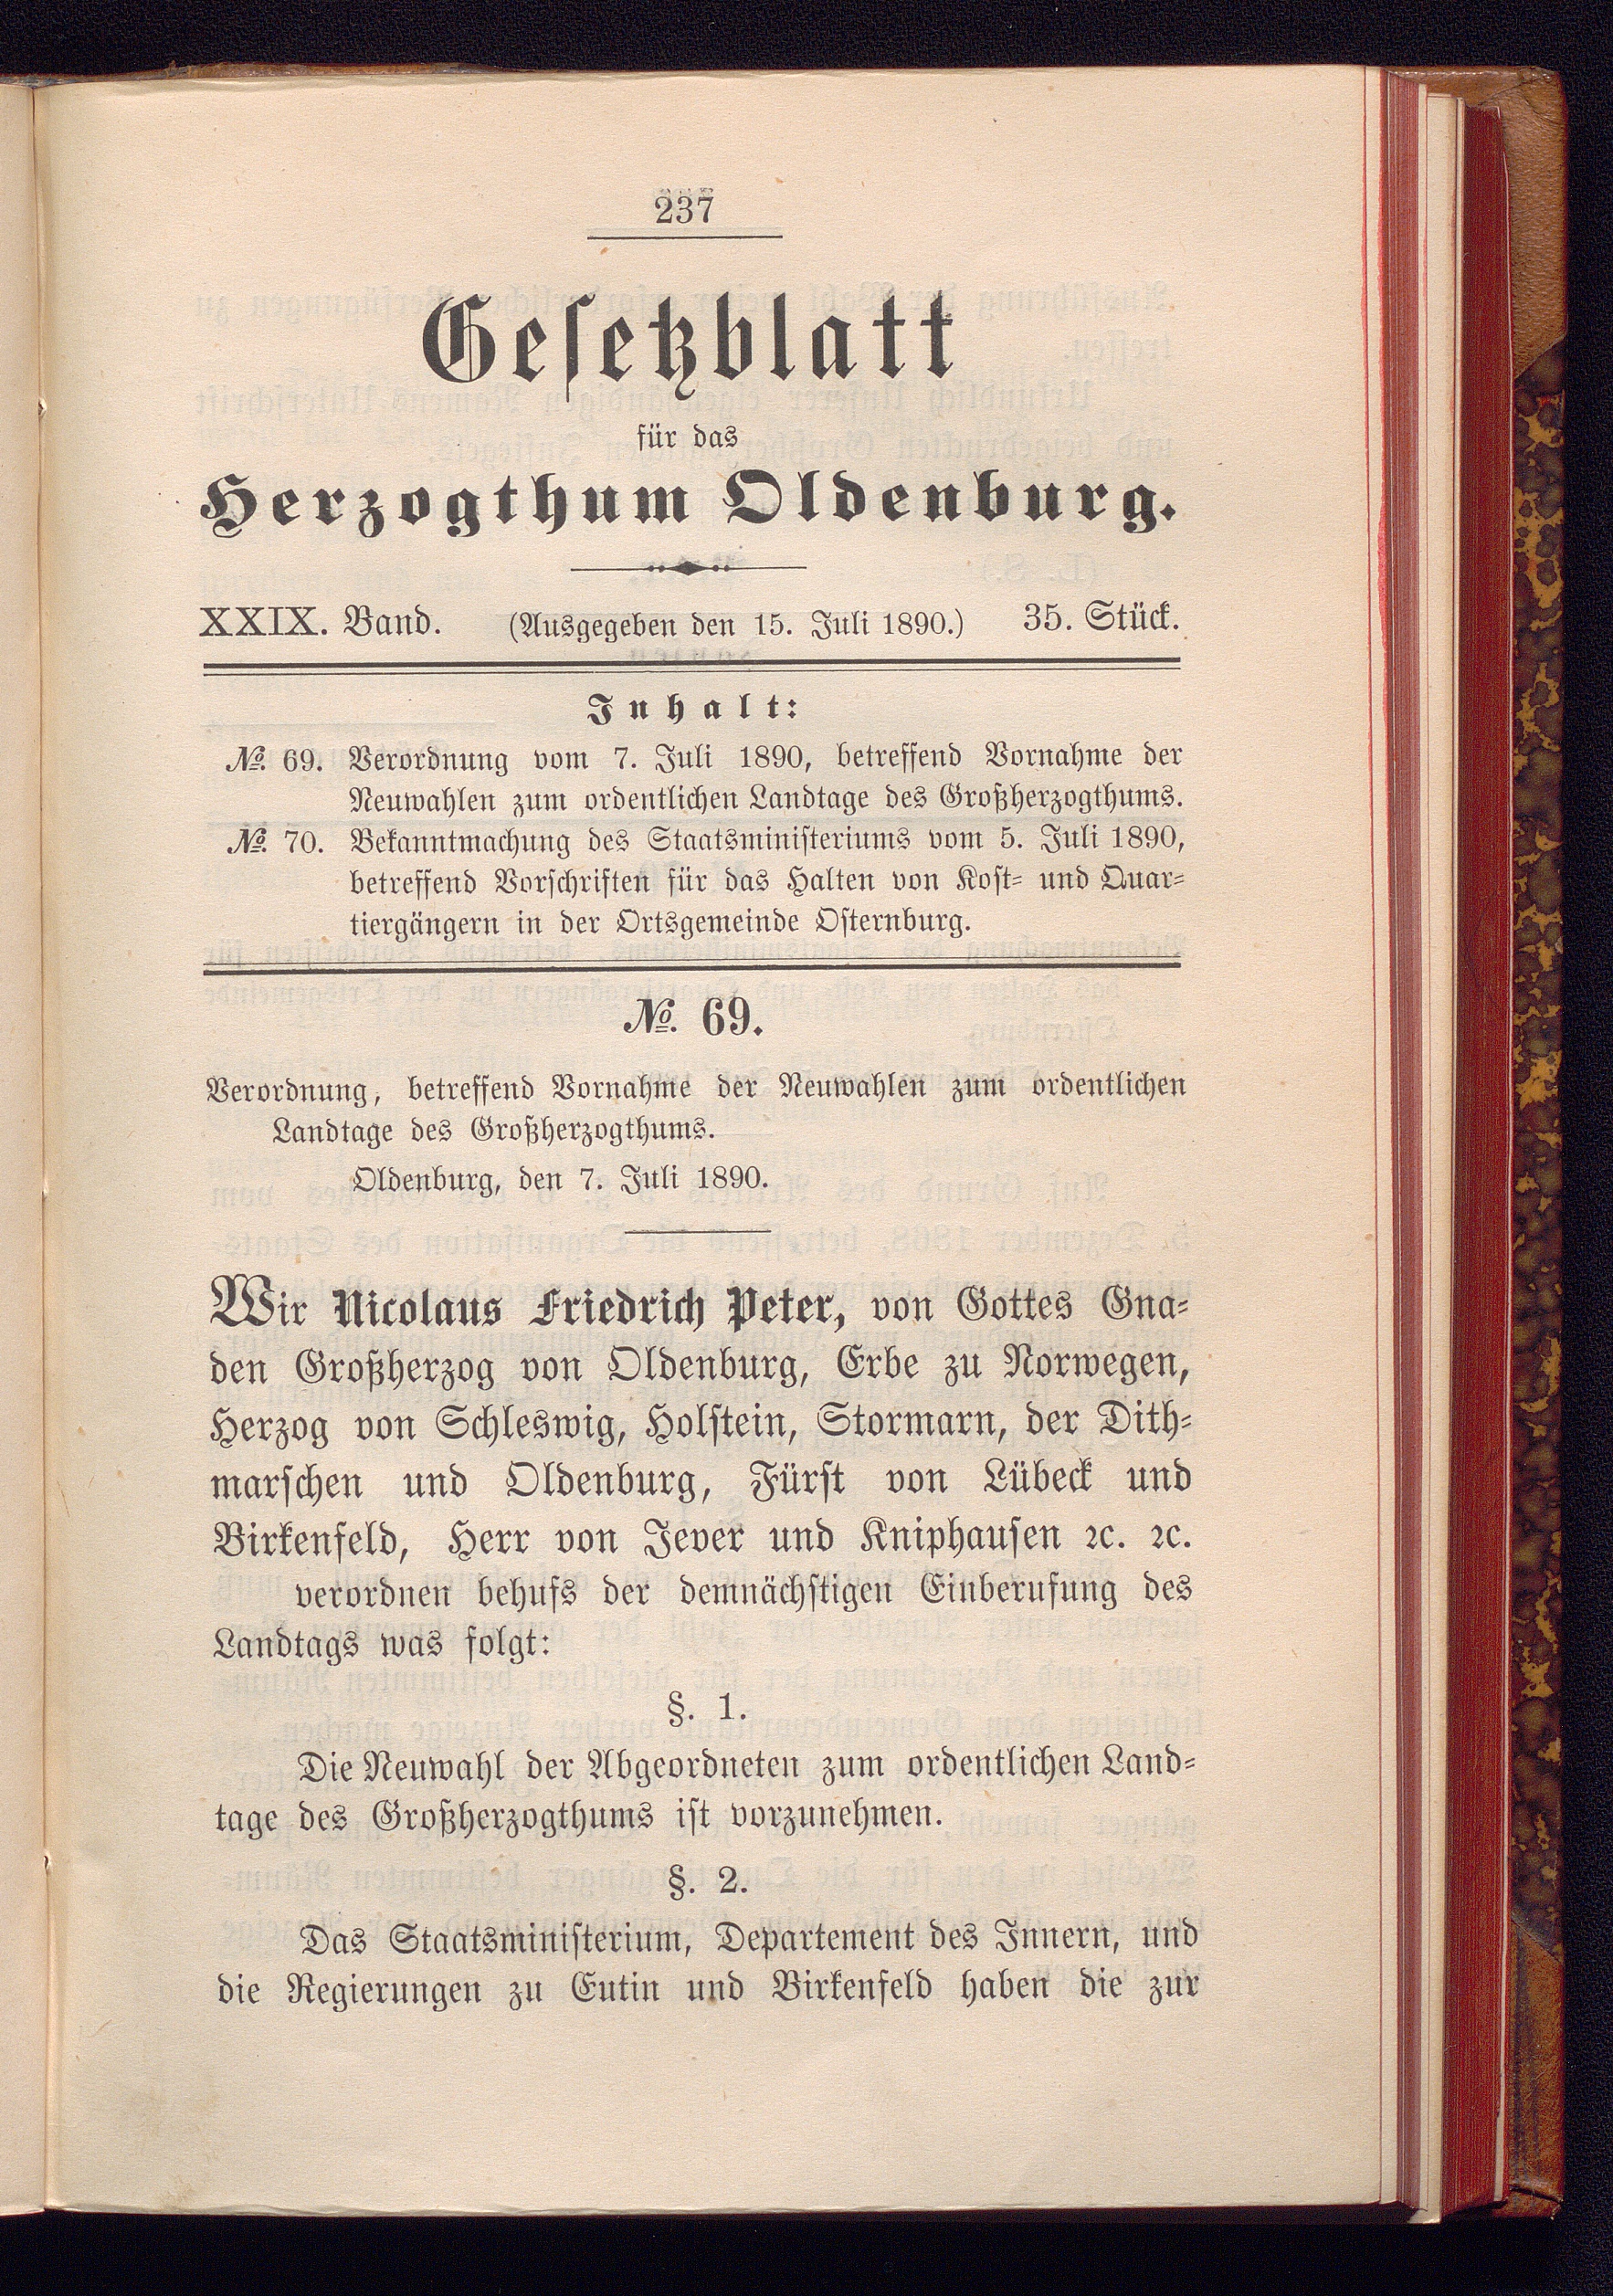 237
Gesetzblatt
für das
Herzogthum Oldenburg.
XXIX. Band. (Ausgegeben den 15. Juli 1890.) 35. Stück.
Inhalt:
№. 69. Verordnung vom 7. Juli 1890, betreffend Vornahme der
Neuwahlen zum ordentlichen Landtage des Großherzogthums.
№. 70. Bekanntmachung des Staatsministeriums vom 5. Juli 1890,
betreffend Vorschriften für das Halten von Kost- und Quar-
tiergängern in der Ortsgemeinde Osternburg.
№. 69.
Verordnung, betreffend Vornahme der Neuwahlen zum ordentlichen
Landtage des Großherzogthums.
Oldenburg, den 7. Juli 1890.
Wir Nicolaus Friedrich Peter, von Gottes Gna-
den Großherzog von Oldenburg, Erbe zu Norwegen,
Herzog von Schleswig, Holstein, Stormarn, der Dith-
marschen und Oldenburg, Fürst von Lübeck und
Birkenfeld, Herr von Jever und Kniphausen ꝛc. ꝛc.
verordnen behufs der demnächstigen Einberufung des
Landtags was folgt:
§. 1.
Die Neuwahl der Abgeordneten zum ordentlichen Land-
tage des Großherzogthums ist vorzunehmen.
§. 2.
Das Staatsministerium, Departement des Innern, und
die Regierungen zu Eutin und Birkenfeld haben die zur